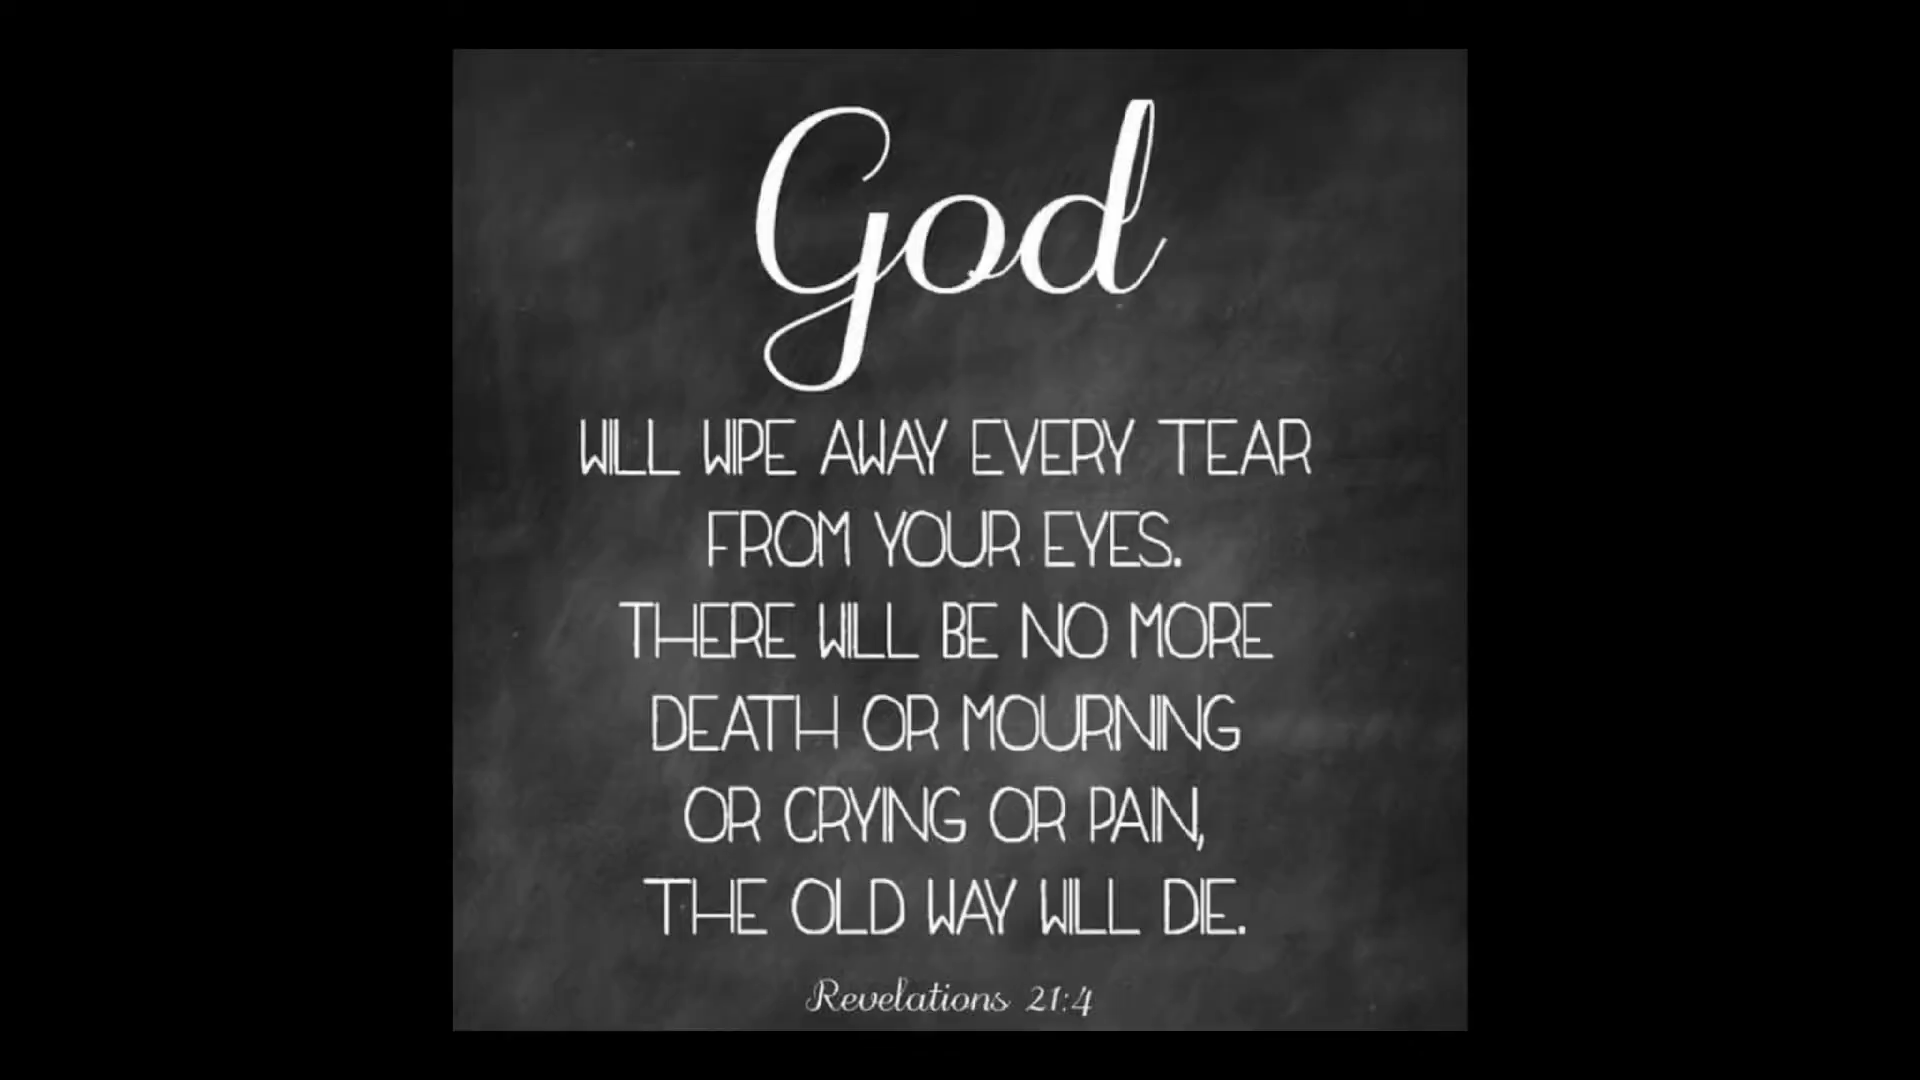 God
WILL WIPE AWAY EVERY TEAR
FROM YOUR EYES.
THERE WILL BE NO MORE
DEATH OR MOURNING
OR CRYING OR PAIN,
THE OLD WAY WILL DIE.
Revelations 21:4